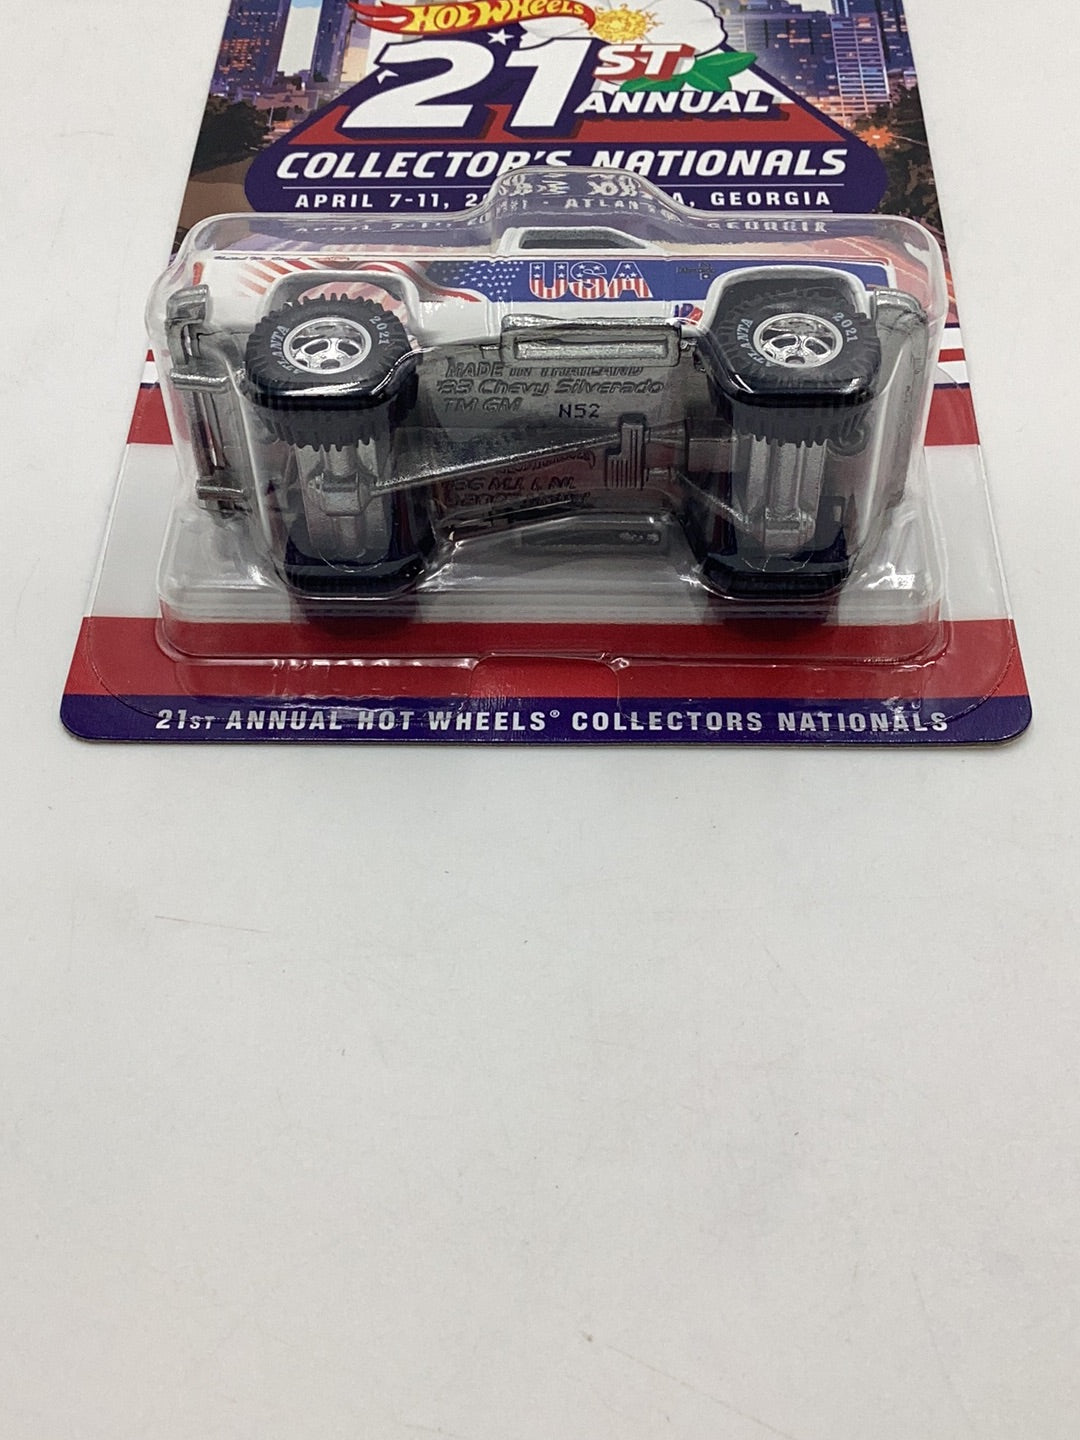 HOT WHEELS
21ST
ANNUAL
COLLECTOR'S NATIONALS
APRIL 7-11, ATLANTA, GEORGIA
USA
ATLANTA 2021
ATLANTA 2021
MADE IN THAILAND
'83 Chevy Silverado
TM GM N52
21ST ANNUAL HOT WHEELS® COLLECTORS NATIONALS